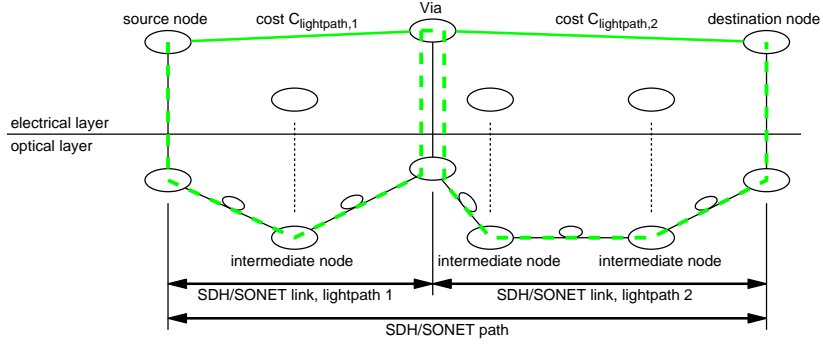 Via
source node
cost C_lightpath,1
cost C_lightpath,2
destination node
electrical layer
optical layer
intermediate node
intermediate node
intermediate node
SDH/SONET link, lightpath 1
SDH/SONET link, lightpath 2
SDH/SONET path